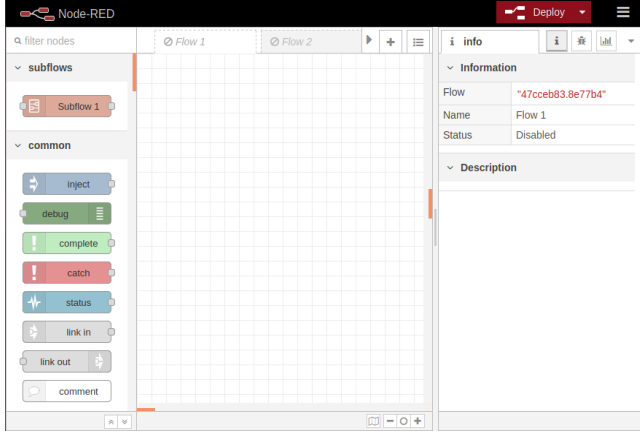 Node-RED
Deploy
filter nodes
Flow 1
Flow 2
info
subflows
Subflow 1
common
inject
debug
complete
catch
status
link in
link out
comment
Information
Flow "47cceb83.8e77b4"
Name Flow 1
Status Disabled
Description